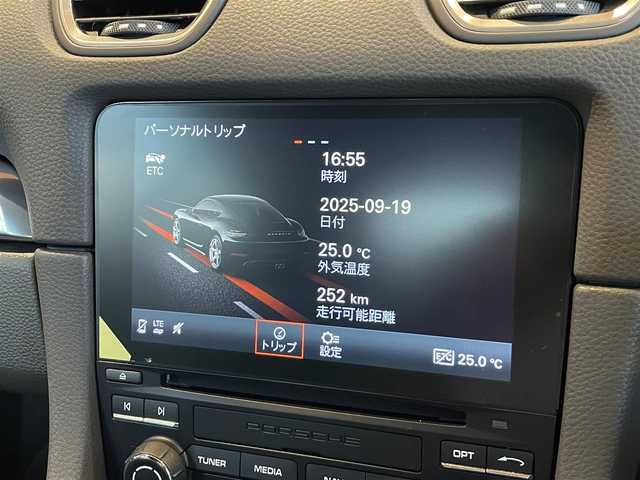 パーソナルトリップ
ETC
16:55
時刻
2025-09-19
日付
25.0 °C
外気温度
252 km
走行可能距離
LTE
トリップ
設定
ETC
25.0 °C
PORSCHE
OPT
TUNER
MEDIA